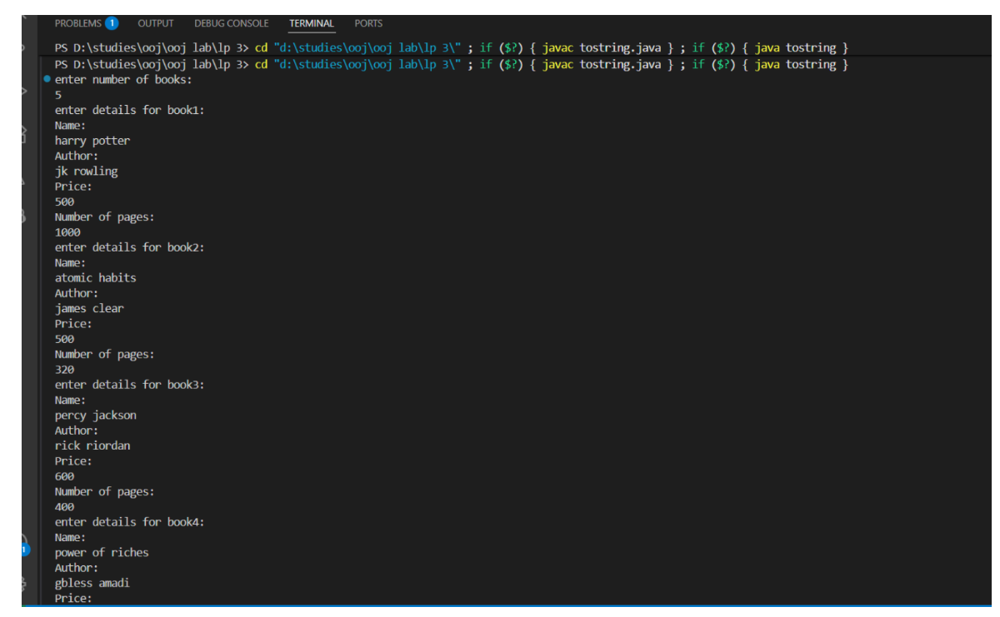 PROBLEMS 1 OUTPUT DEBUG CONSOLE TERMINAL PORTS
PS D:\studies\ooj\ooj lab\lp 3> cd "d:\studies\ooj\ooj lab\lp 3\" ; if ($?) { javac tostring.java } ; if ($?) { java tostring }
PS D:\studies\ooj\ooj lab\lp 3> cd "d:\studies\ooj\ooj lab\lp 3\" ; if ($?) { javac tostring.java } ; if ($?) { java tostring }
enter number of books:
5
enter details for book1:
Name:
harry potter
Author:
jk rowling
Price:
500
Number of pages:
1000
enter details for book2:
Name:
atomic habits
Author:
james clear
Price:
500
Number of pages:
320
enter details for book3:
Name:
percy jackson
Author:
rick riordan
Price:
600
Number of pages:
400
enter details for book4:
Name:
power of riches
Author:
gbless amadi
Price:
1